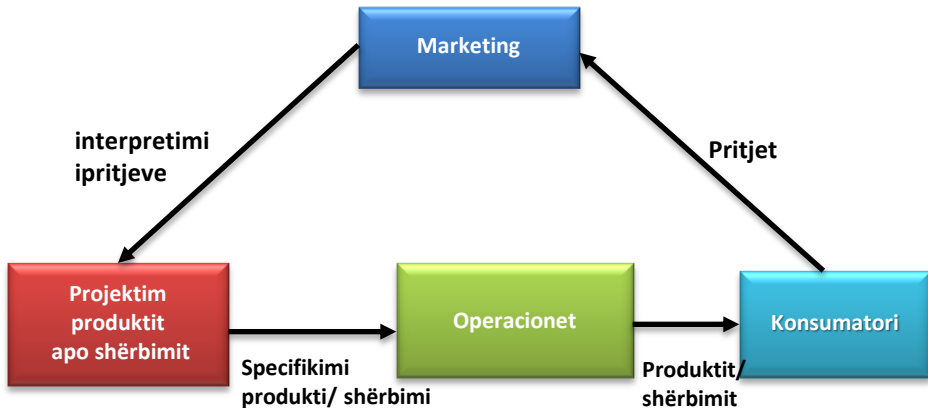 Marketing
interpretimi
ipritjeve
Pritjet
Projektim
produktit
apo shërbimit
Operacionet
Konsumatori
Specifikimi
produkti/ shërbimi
Produktit/
shërbimit